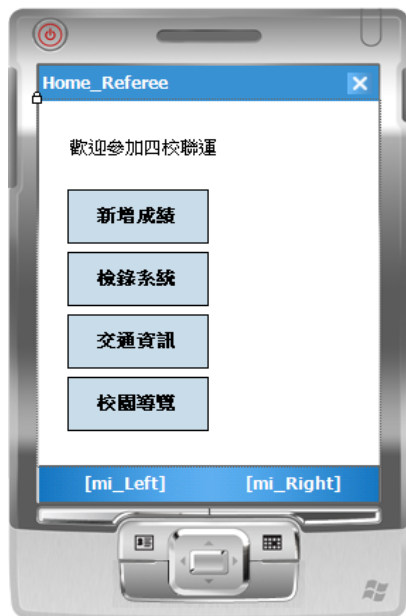 Home_Referee
歡迎參加四校聯運
新增成績
檢錄系統
交通資訊
校園導覽
[mi_Left] [mi_Right]